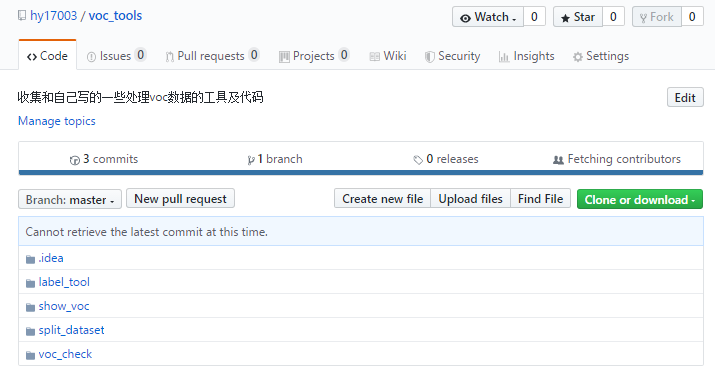 hy17003 / voc_tools
Watch 0 Star 0 Fork 0
Code Issues 0 Pull requests 0 Projects 0 Wiki Security Insights Settings
收集和自己写的一些处理voc数据的工具及代码 Edit
Manage topics
3 commits 1 branch 0 releases Fetching contributors
Branch: master New pull request Create new file Upload files Find File Clone or download
Cannot retrieve the latest commit at this time.
.idea
label_tool
show_voc
split_dataset
voc_check